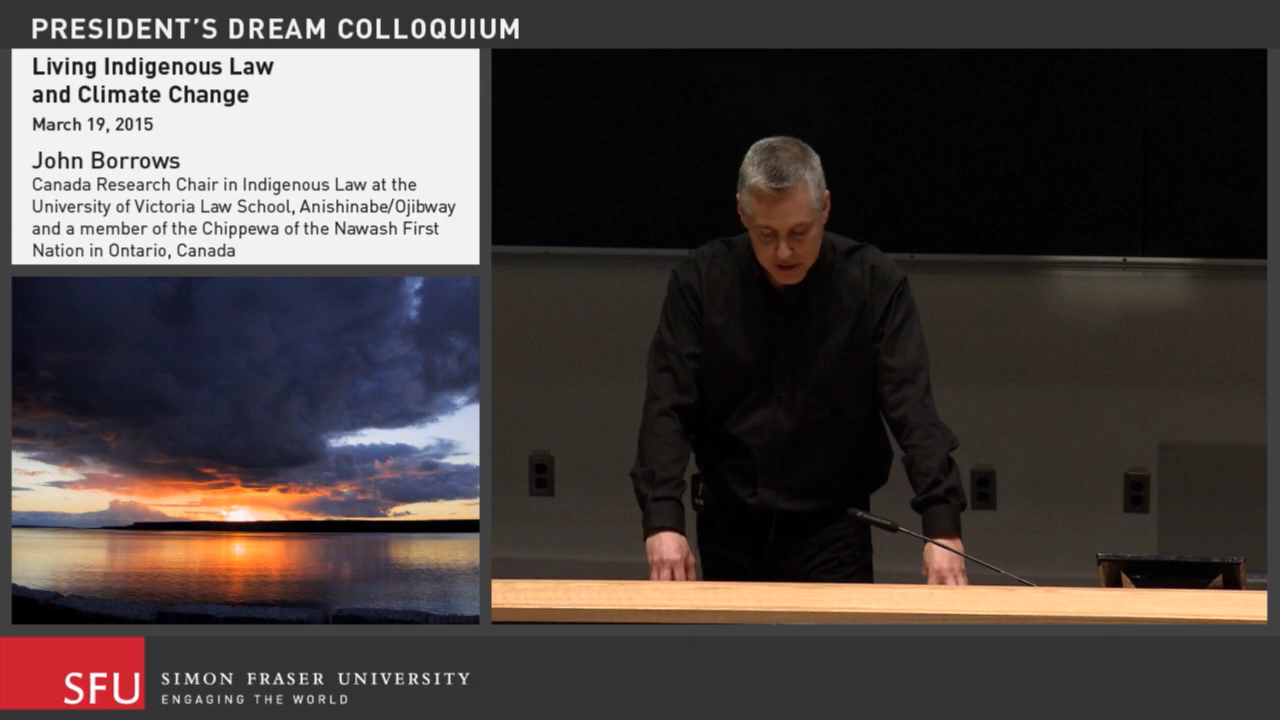 PRESIDENT'S DREAM COLLOQUIUM
Living Indigenous Law
and Climate Change
March 19, 2015
John Borrows
Canada Research Chair in Indigenous Law at the
University of Victoria Law School, Anishinabe/Ojibway
and a member of the Chippewa of the Nawash First
Nation in Ontario, Canada
SFU
SIMON FRASER UNIVERSITY
ENGAGING THE WORLD